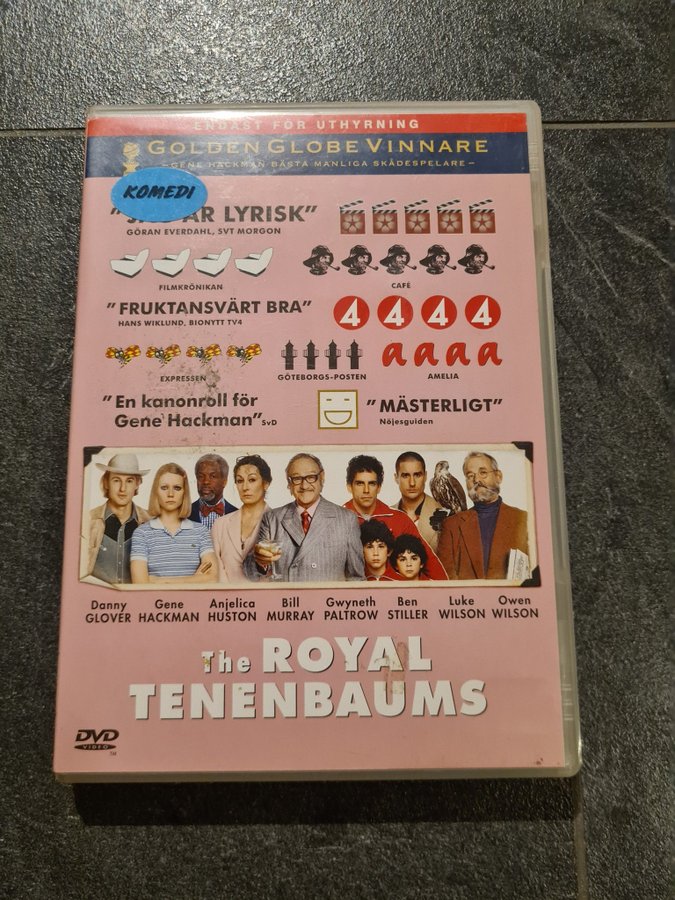 ENDAST FÖR UTHYRNING
GOLDEN GLOBE VINNARE
– GENE HACKMAN BÄSTA MANLIGA SKÅDESPELARE –
KOMEDI
ÄR LYRISK"
GÖRAN EVERDAHL, SVT MORGON
FILMKRÖNIKAN
CAFÉ
"FRUKTANSVÄRT BRA"
HANS WIKLUND, BIONYTT TV4
4 4 4 4
EXPRESSEN
GÖTEBORGS-POSTEN
a a a a
AMELIA
"En kanonroll för
Gene Hackman" SvD
"MÄSTERLIGT"
Nöjesguiden
Danny GLOVER
Gene HACKMAN
Anjelica HUSTON
Bill MURRAY
Gwyneth PALTROW
Ben STILLER
Luke WILSON
Owen WILSON
The ROYAL
TENENBAUMS
DVD
VIDEO
TM